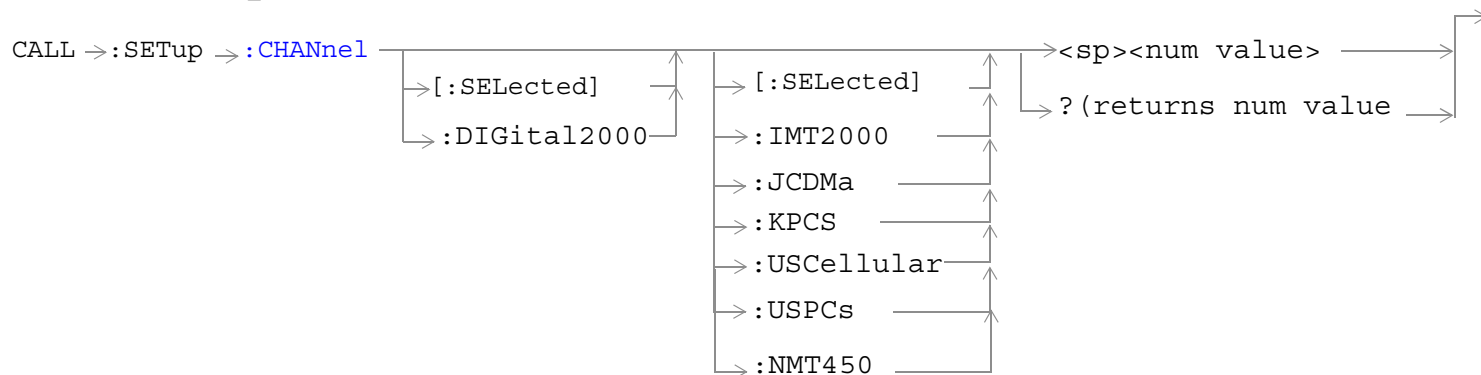 CALL :SETup :CHANnel <sp><num value>
[:SELected] [:SELected]
?(returns num value
:DIGital2000 :IMT2000
:JCDMa
:KPCS
:USCellular
:USPCs
:NMT450